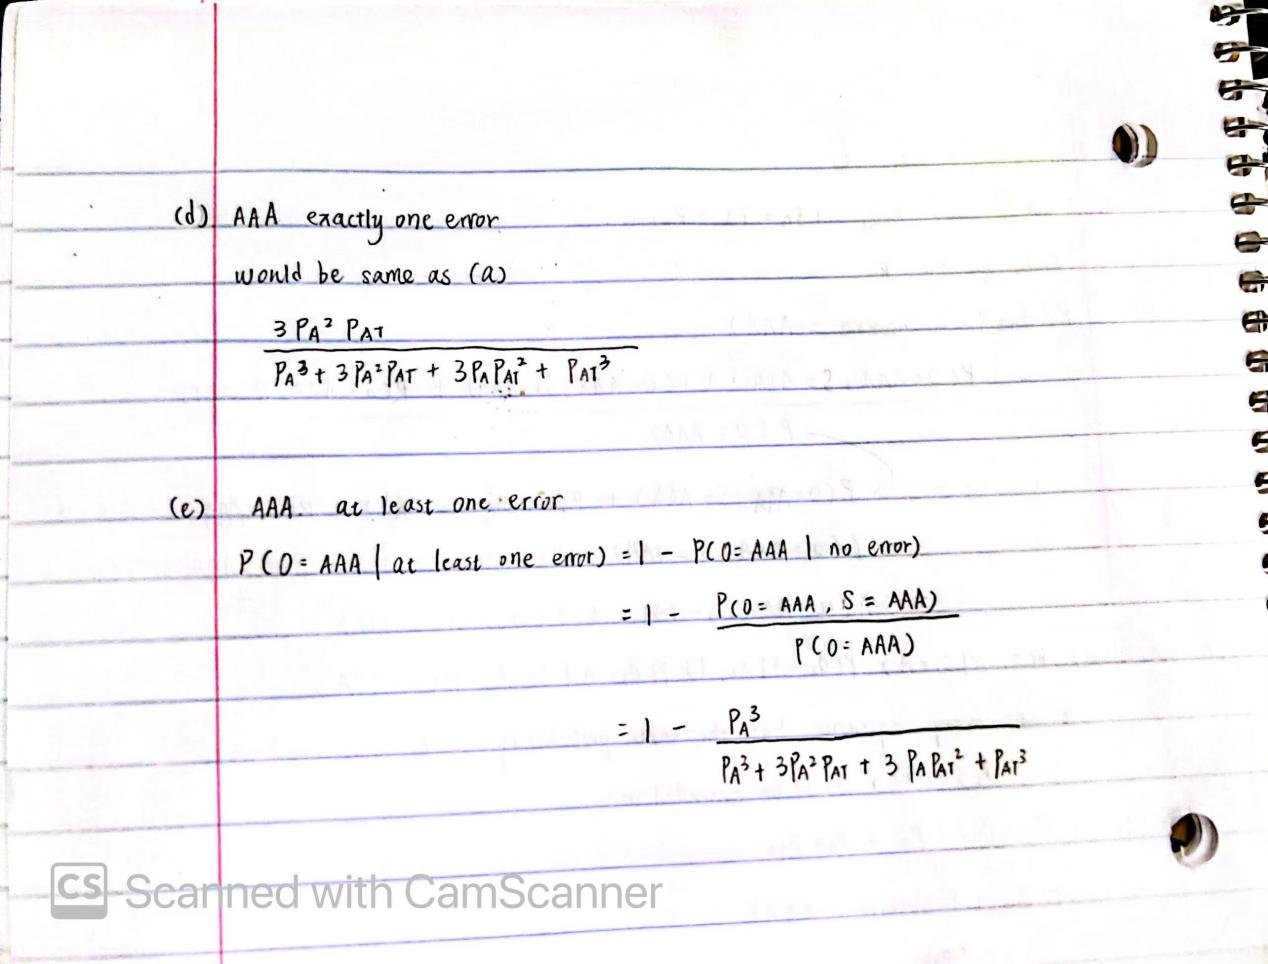 (d) AAA exactly one error
would be same as (a)
3 PA² PAT
PA³ + 3 PA² PAT + 3 PA PAT² + PAT³
(e) AAA. at least one error
P(O = AAA | at least one error) = 1 - P(O = AAA | no error)
= 1 - P(O = AAA, S = AAA)
P(O = AAA)
= 1 - PA³
PA³ + 3PA² PAT + 3 PA PAT² + PAT³
CS Scanned with CamScanner